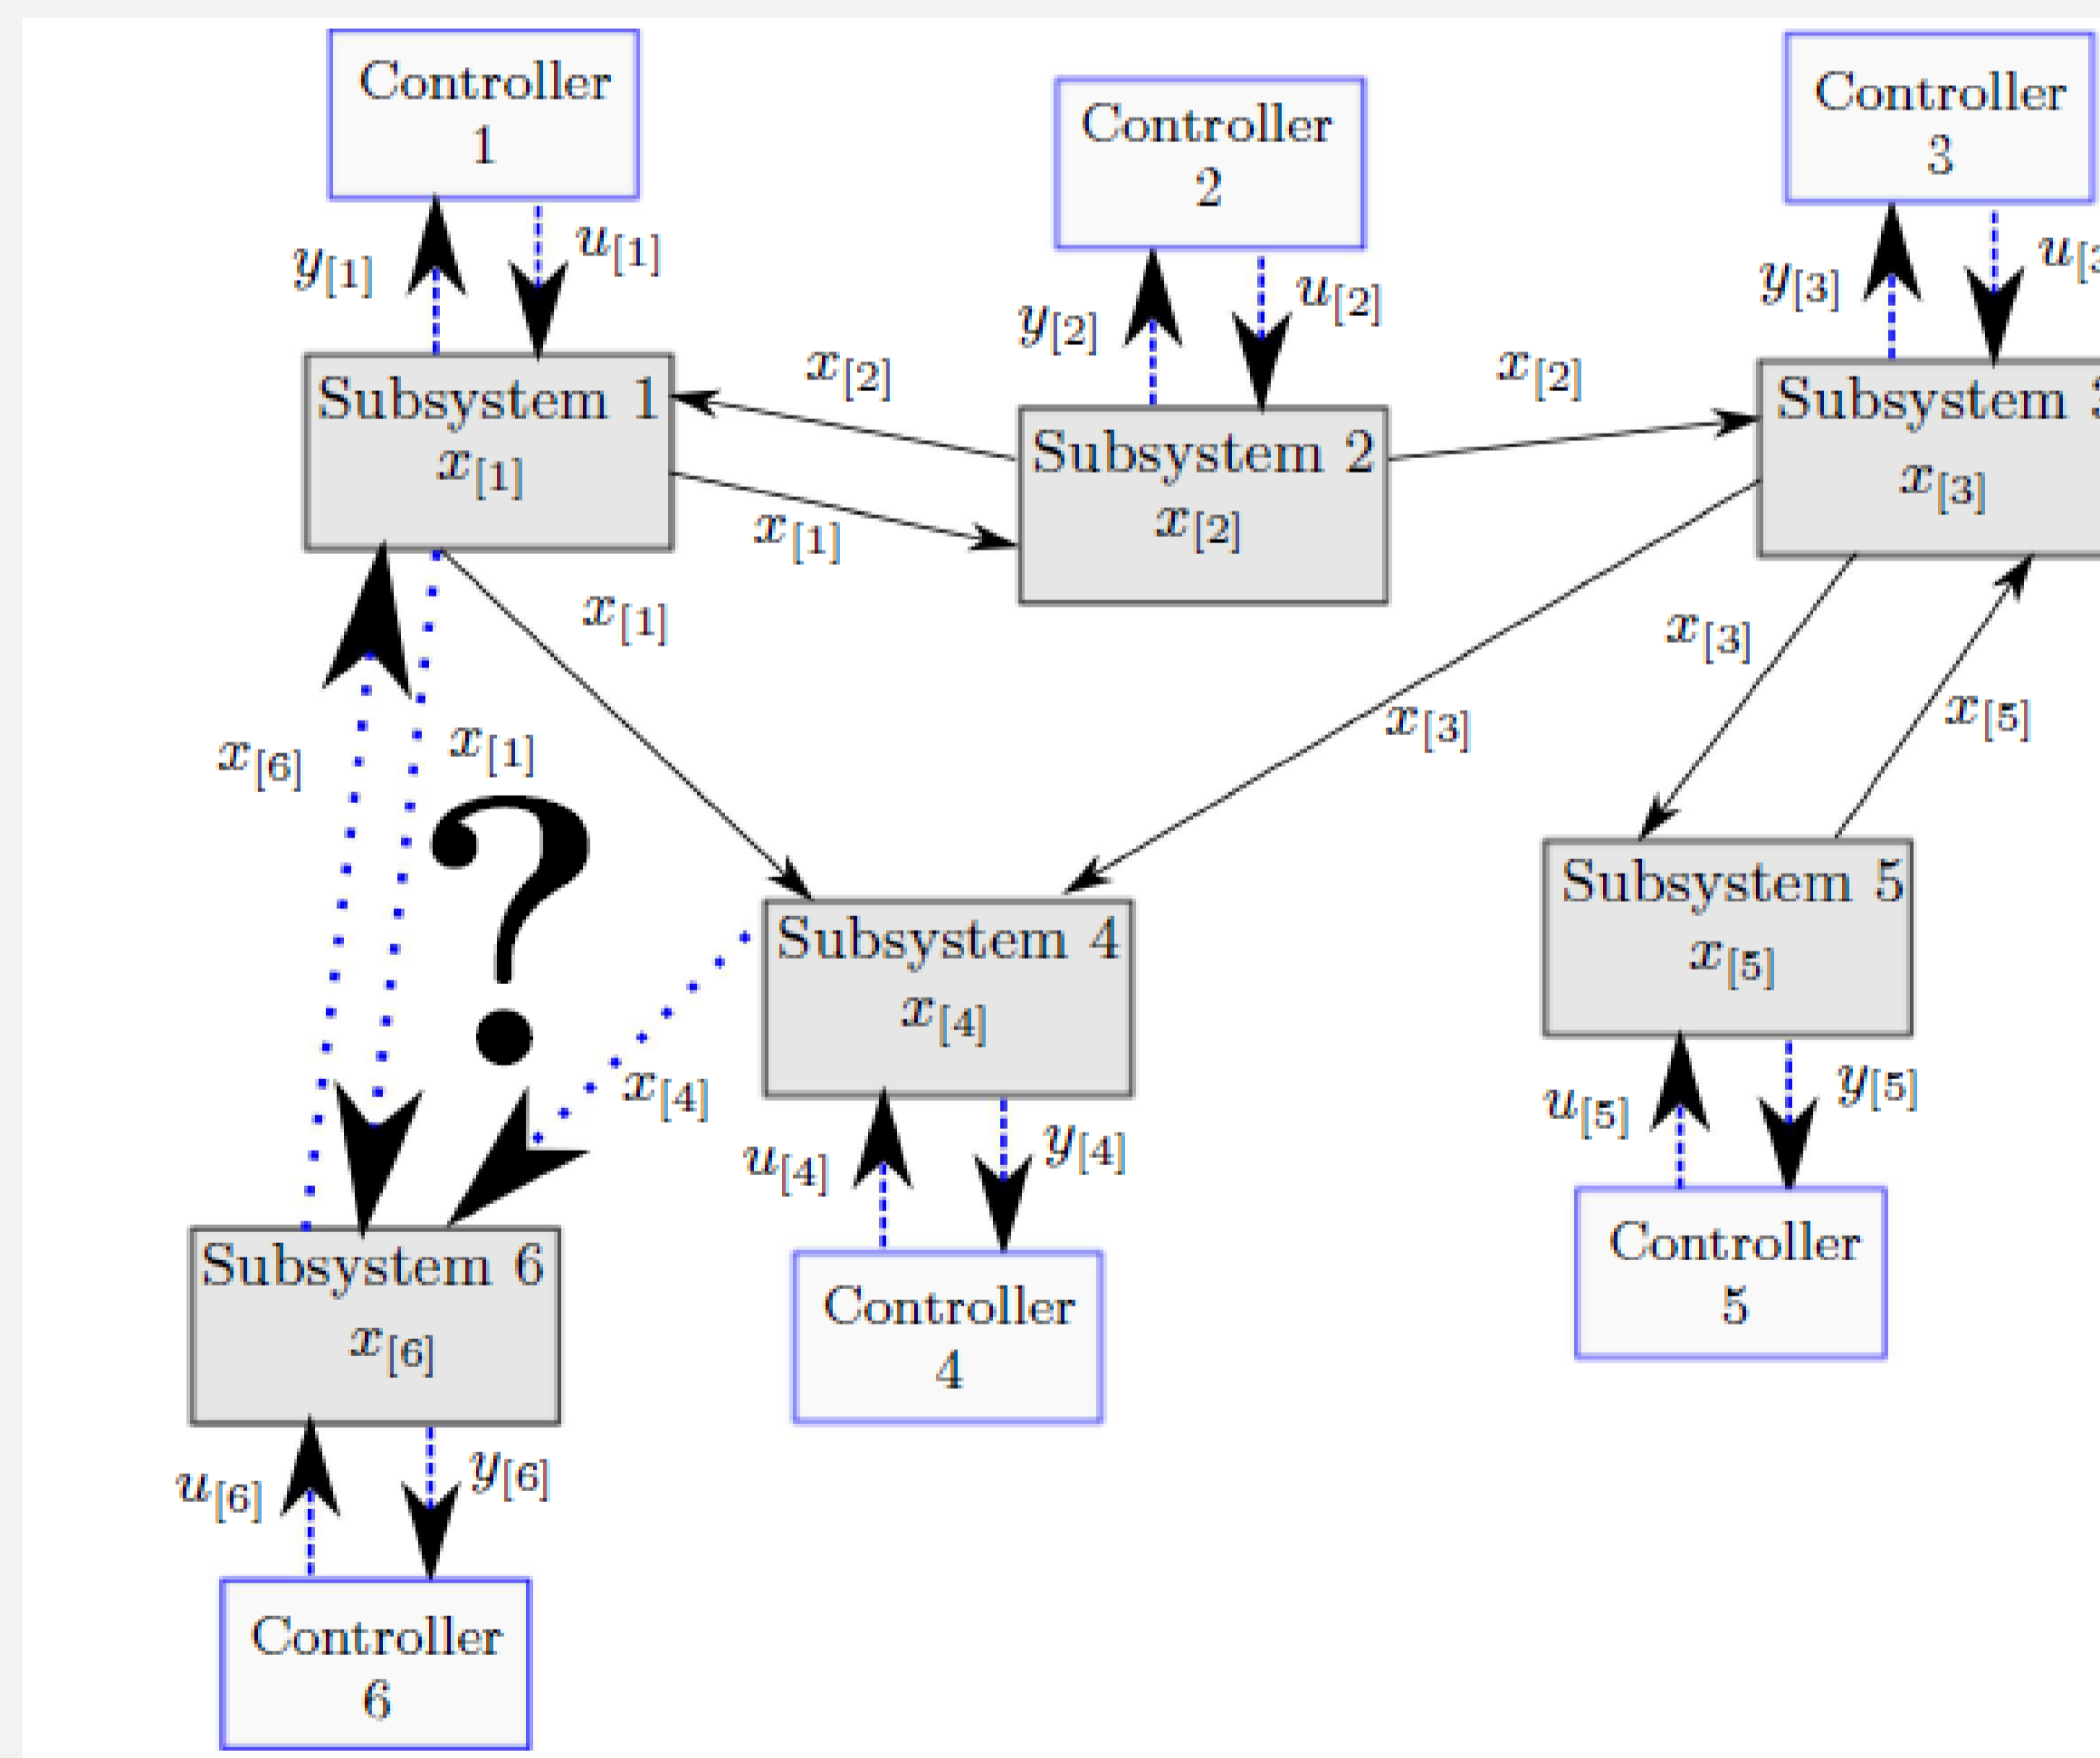 Controller
1
Controller
2
Controller
3
y[1]
u[1]
y[2]
u[2]
y[3]
x[2]
x[2]
Subsystem 1
x[1]
Subsystem 2
x[2]
Subsystem
x[3]
x[1]
x[1]
x[3]
x[6]
x[1]
x[3]
x[5]
?
Subsystem 4
x[4]
Subsystem 5
x[5]
x[4]
u[4]
y[4]
u[5]
y[5]
Subsystem 6
x[6]
Controller
4
Controller
5
u[6]
y[6]
Controller
6